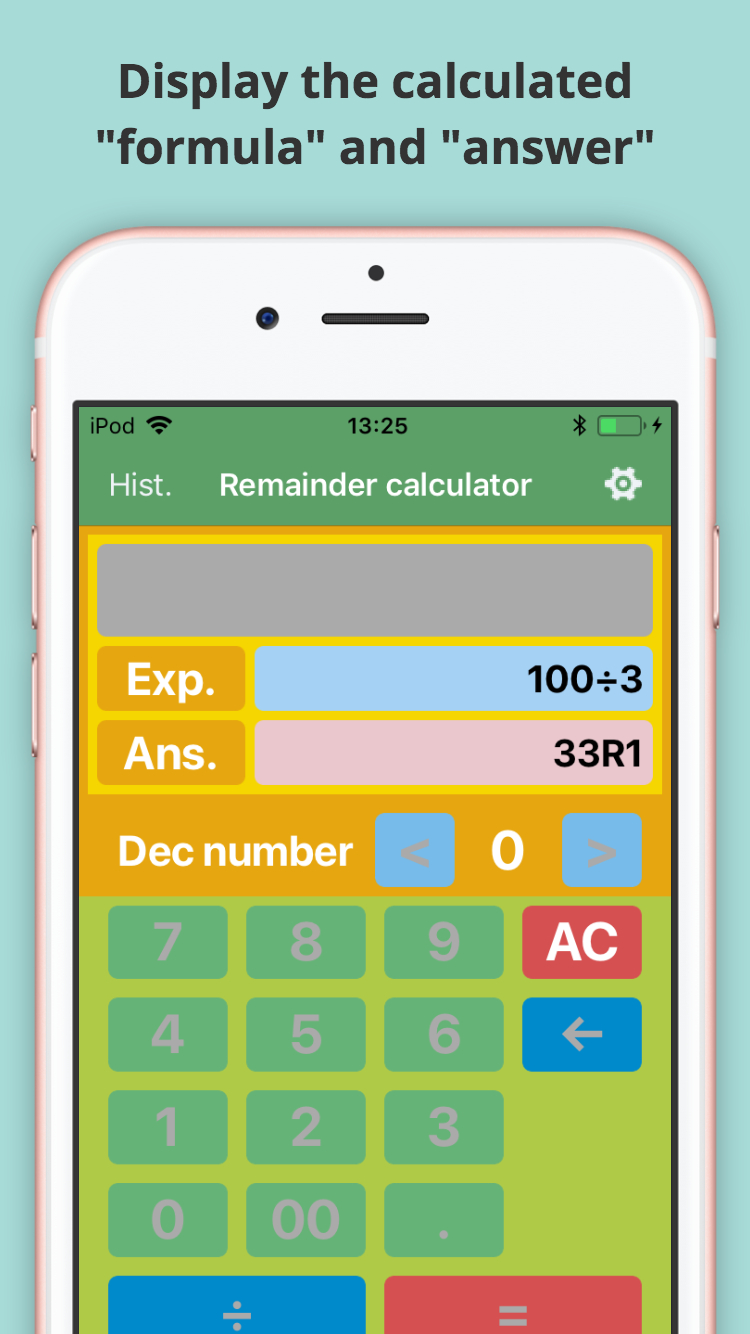 Display the calculated
"formula" and "answer"
iPod 13:25
Hist. Remainder calculator
Exp. 100÷3
Ans. 33R1
Dec number < 0 >
7 8 9 AC
4 5 6 ←
1 2 3
0 00 .
÷ =